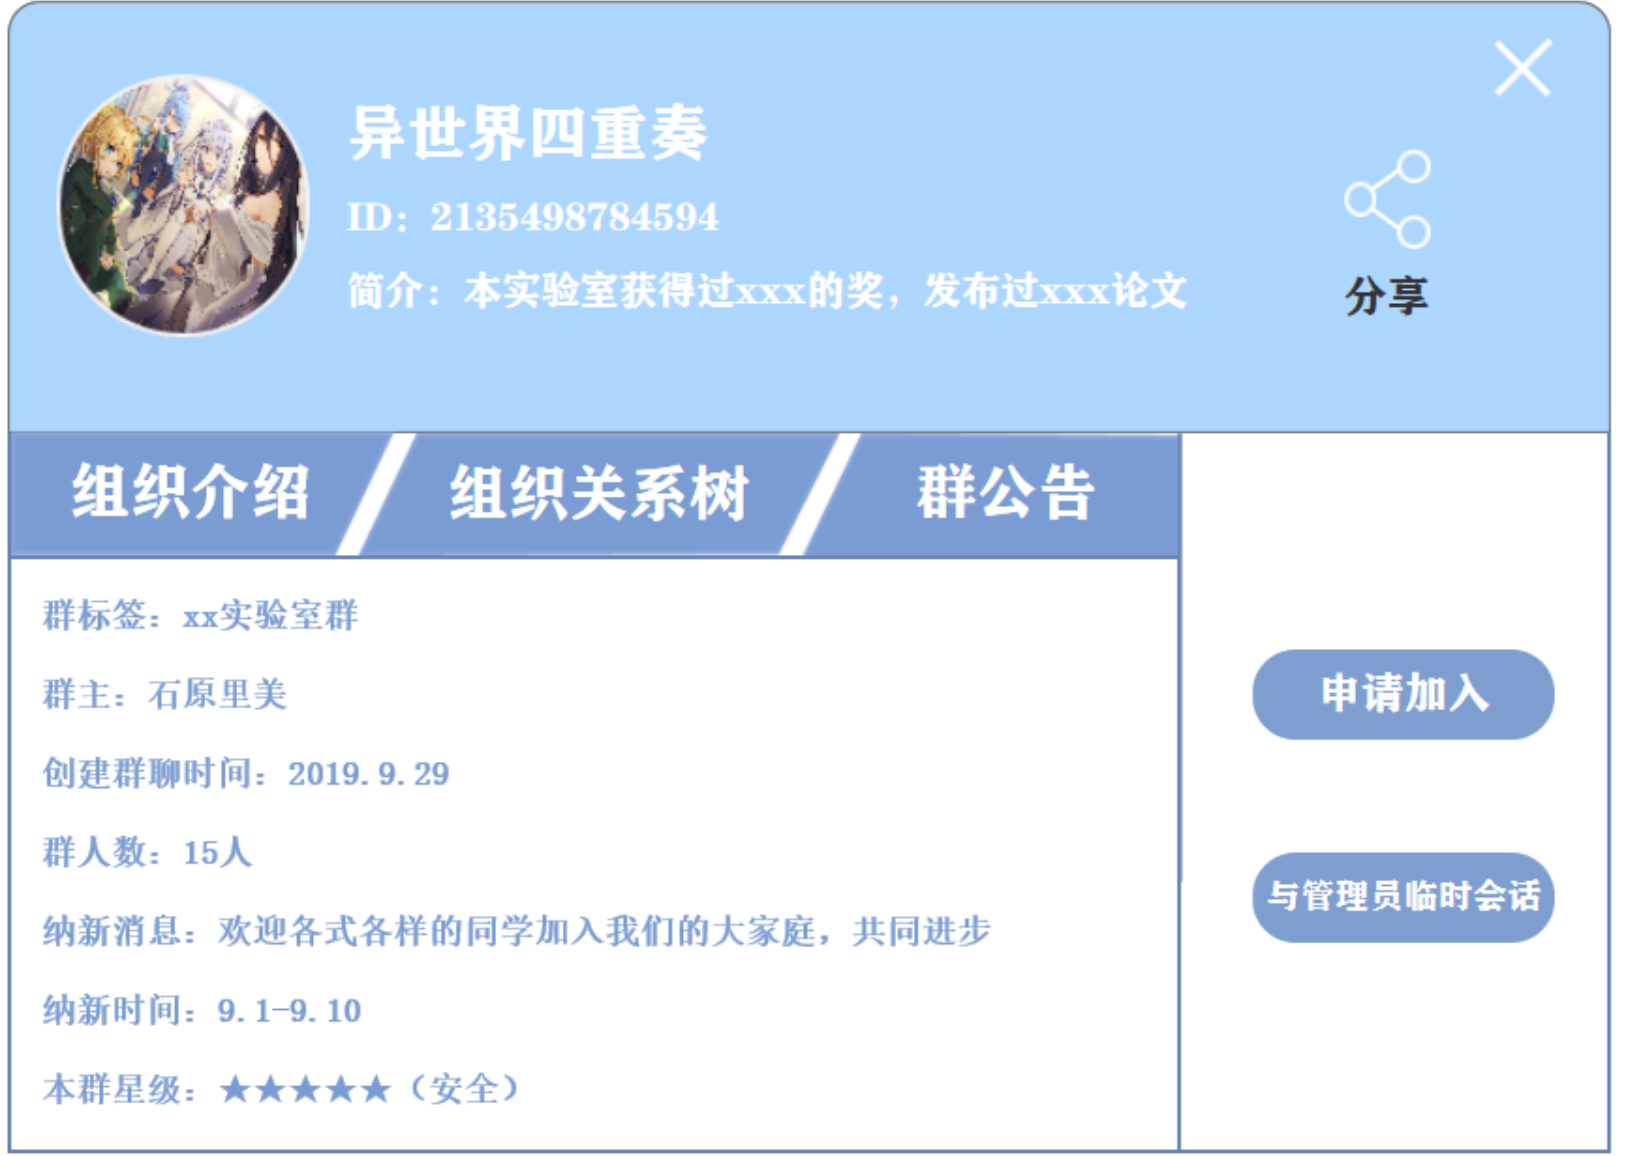 异世界四重奏
ID：2135498784594
简介：本实验室获得过xxx的奖，发布过xxx论文
分享
组织介绍
组织关系树
群公告
群标签：xx实验室群
群主：石原里美
创建群聊时间：2019.9.29
群人数：15人
纳新消息：欢迎各式各样的同学加入我们的大家庭，共同进步
纳新时间：9.1-9.10
本群星级：★★★★★（安全）
申请加入
与管理员临时会话